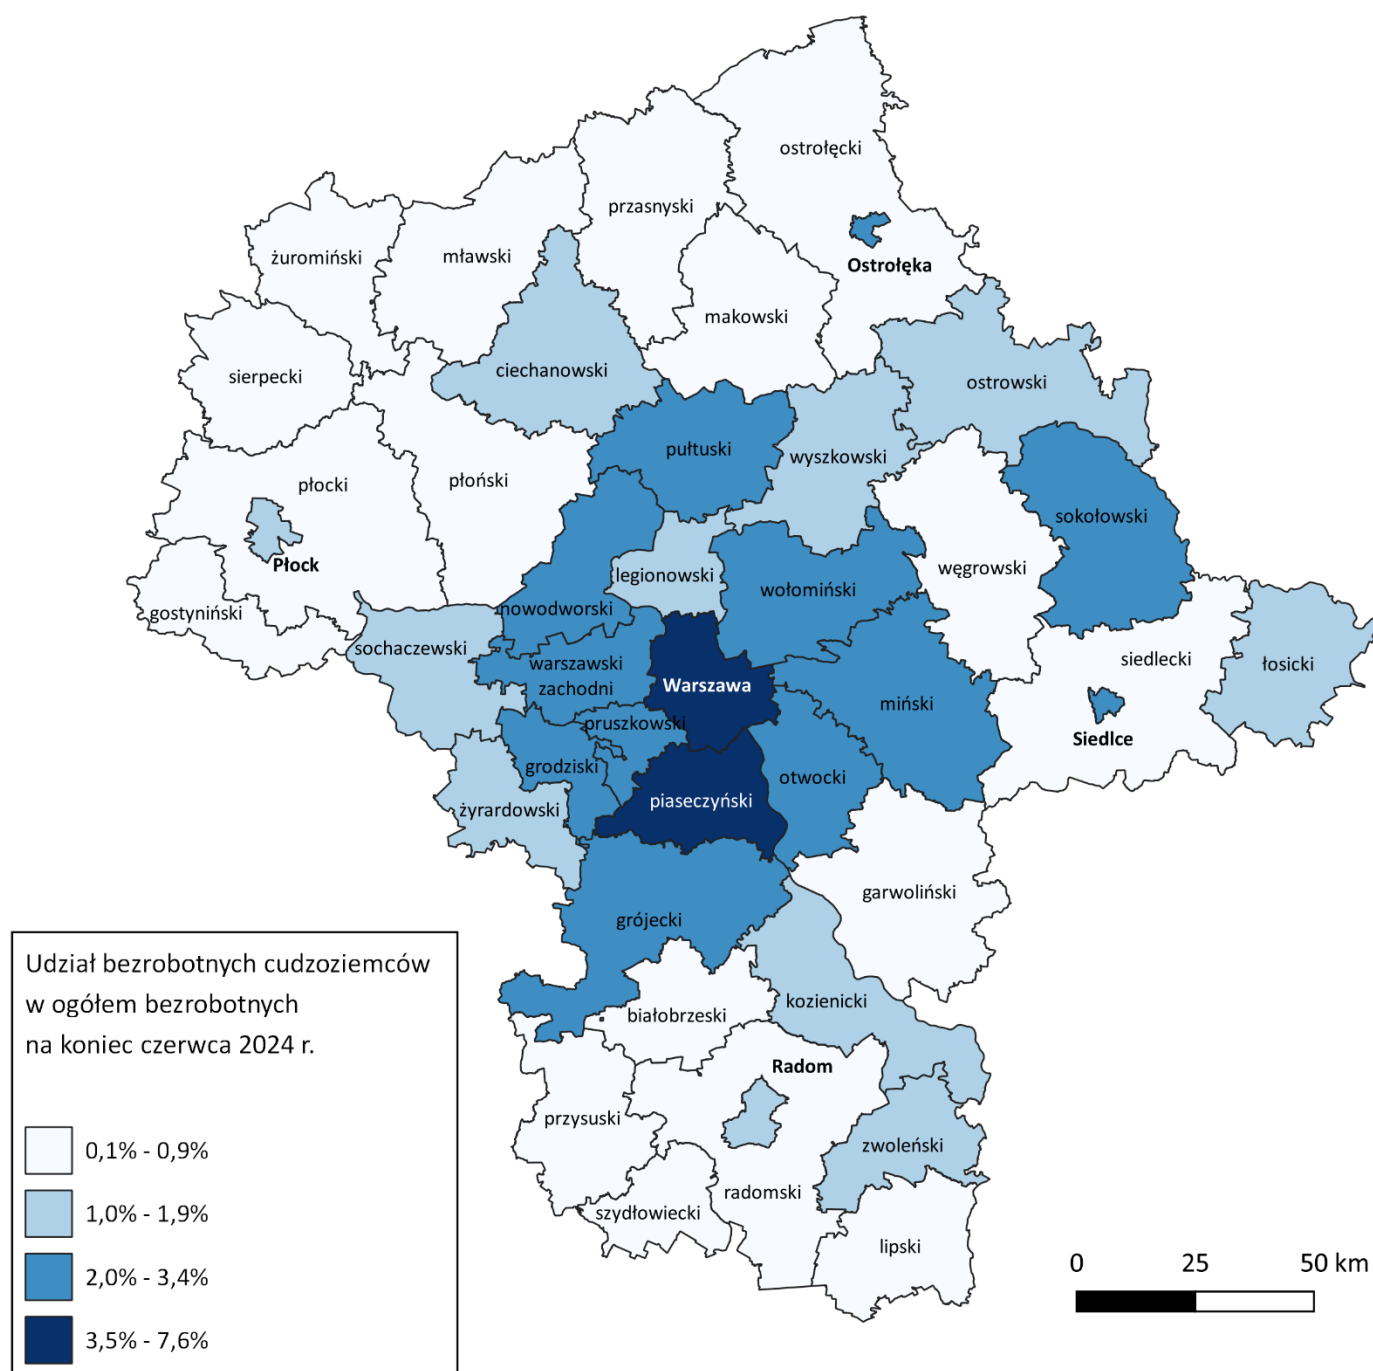 ostrołęcki
przasnyski
żuromiński
mławski
Ostrołęka
makowski
sierpecki
ciechanowski
ostrowski
pułtuski
wyszkowski
płocki
płoński
sokołowski
Płock
legionowski
wołomiński
węgrowski
gostyniński
nowodworski
sochaczewski
warszawski
zachodni
siedlecki
łosicki
Warszawa
miński
pruszkowski
Siedlce
grodziski
otwocki
piaseczyński
żyrardowski
garwoliński
grójecki
kozienicki
białobrzeski
Radom
przysuski
zwoleński
radomski
szydłowiecki
lipski
Udział bezrobotnych cudzoziemców
w ogółem bezrobotnych
na koniec czerwca 2024 r.
0,1% - 0,9%
1,0% - 1,9%
2,0% - 3,4%
3,5% - 7,6%
0 25 50 km